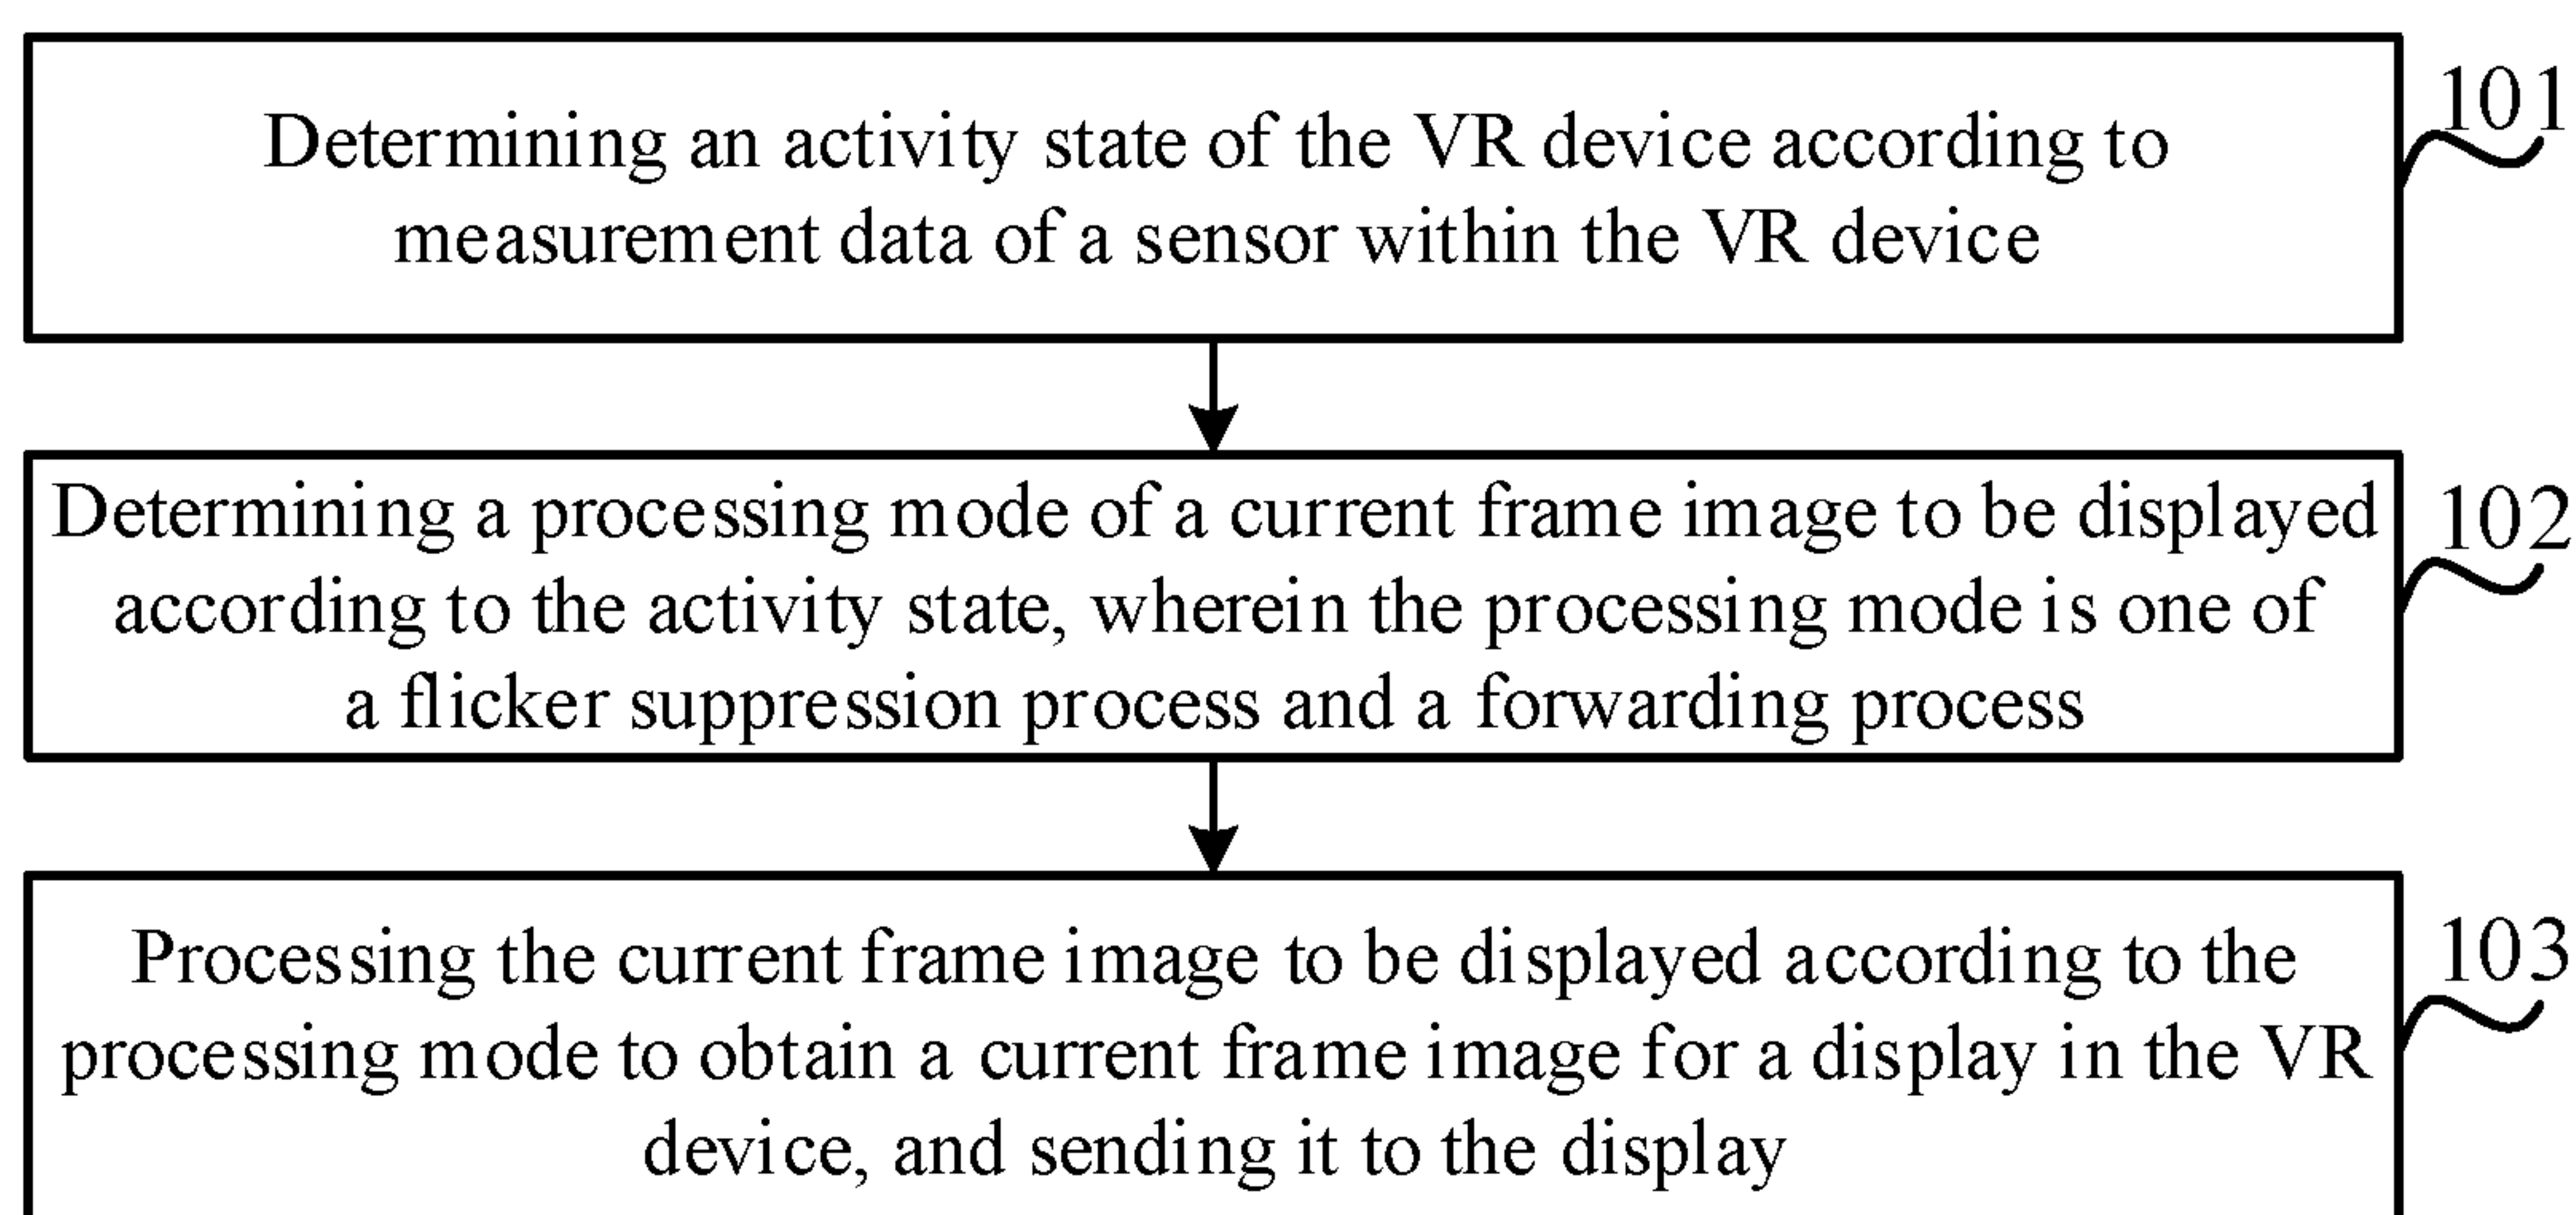 Determining an activity state of the VR device according to
measurement data of a sensor within the VR device
101
Determining a processing mode of a current frame image to be displayed
according to the activity state, wherein the processing mode is one of
a flicker suppression process and a forwarding process
102
Processing the current frame image to be displayed according to the
processing mode to obtain a current frame image for a display in the VR
device, and sending it to the display
103